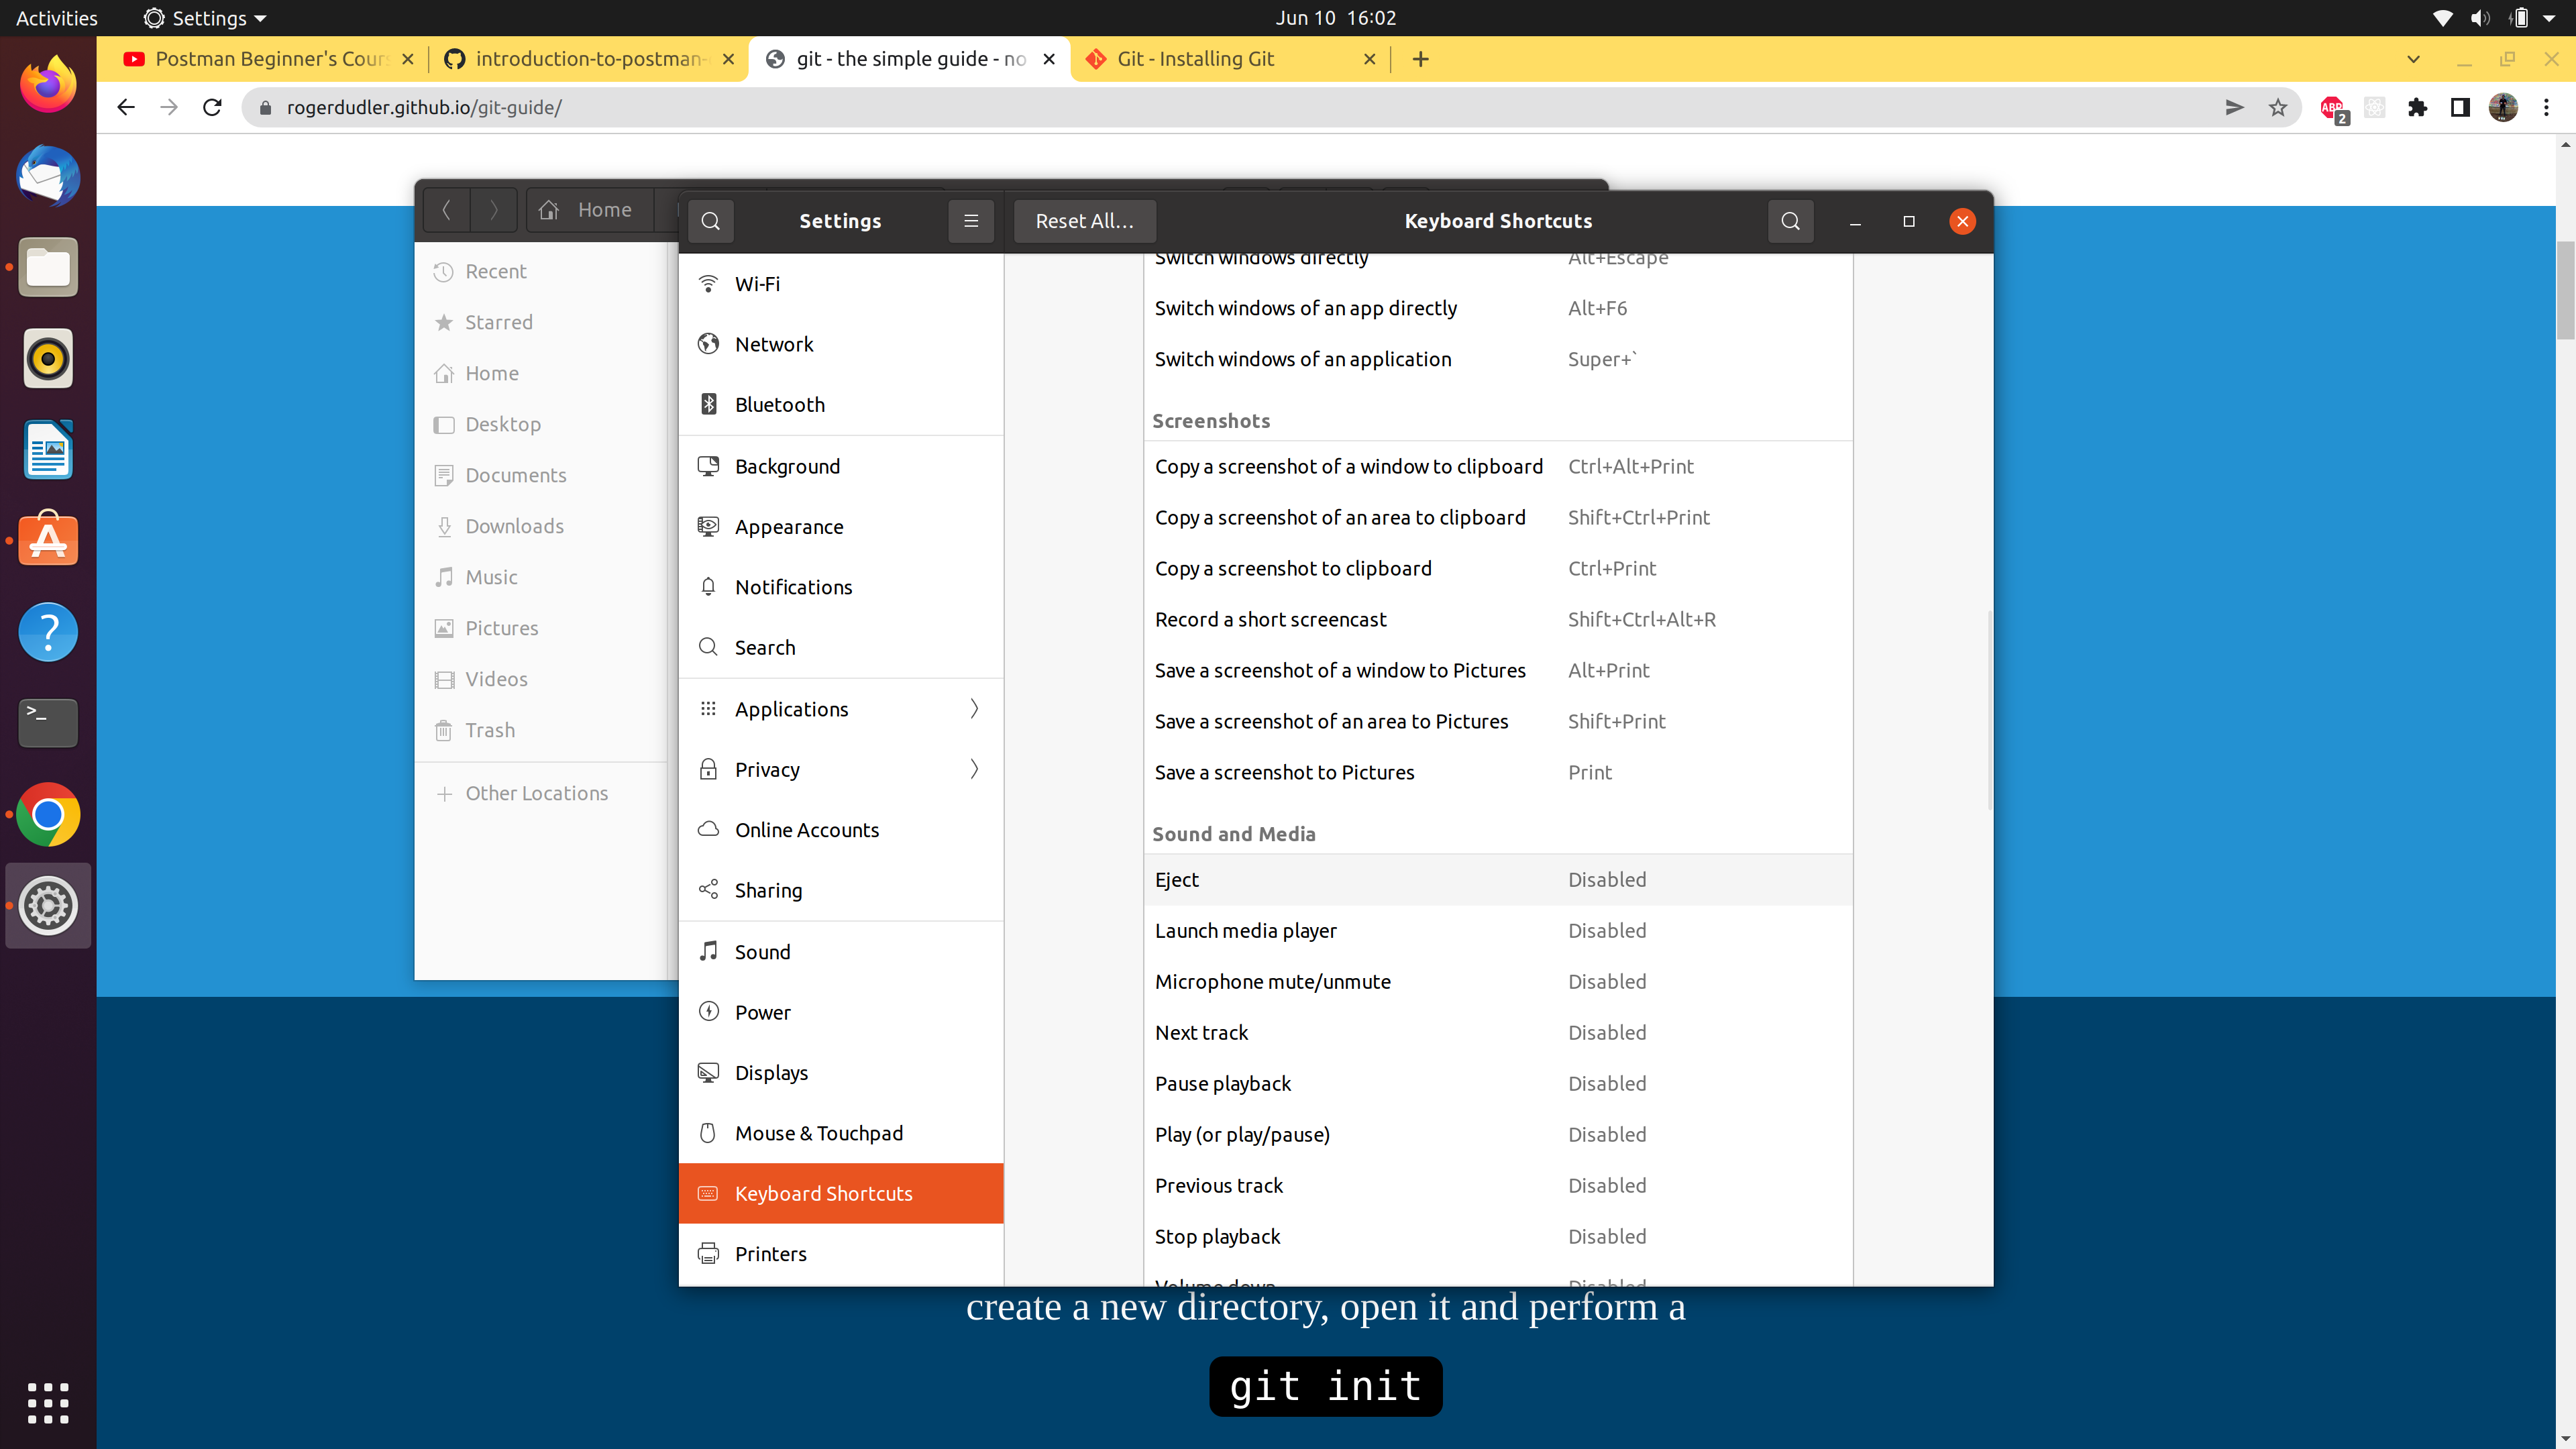 Activities
Settings
Jun 10 16:02
Postman Beginner's Cours
introduction-to-postman-
git - the simple guide - no
Git - Installing Git
rogerdudler.github.io/git-guide/
ABP
2
Home
Settings
Reset All...
Keyboard Shortcuts
Recent
Starred
Home
Desktop
Documents
Downloads
Music
Pictures
Videos
Trash
Other Locations
Wi-Fi
Network
Bluetooth
Background
Appearance
Notifications
Search
Applications
Privacy
Online Accounts
Sharing
Sound
Power
Displays
Mouse & Touchpad
Keyboard Shortcuts
Printers
Switch windows directly Alt+Escape
Switch windows of an app directly Alt+F6
Switch windows of an application Super+`
Screenshots
Copy a screenshot of a window to clipboard Ctrl+Alt+Print
Copy a screenshot of an area to clipboard Shift+Ctrl+Print
Copy a screenshot to clipboard Ctrl+Print
Record a short screencast Shift+Ctrl+Alt+R
Save a screenshot of a window to Pictures Alt+Print
Save a screenshot of an area to Pictures Shift+Print
Save a screenshot to Pictures Print
Sound and Media
Eject Disabled
Launch media player Disabled
Microphone mute/unmute Disabled
Next track Disabled
Pause playback Disabled
Play (or play/pause) Disabled
Previous track Disabled
Stop playback Disabled
Volume down Disabled
create a new directory, open it and perform a
git init